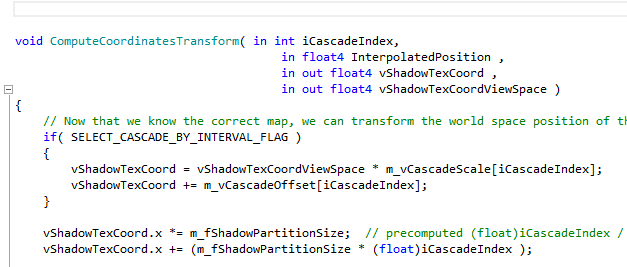 void ComputeCoordinatesTransform( in int iCascadeIndex,
in float4 InterpolatedPosition ,
in out float4 vShadowTexCoord ,
in out float4 vShadowTexCoordViewSpace )
{
// Now that we know the correct map, we can transform the world space position of th
if( SELECT_CASCADE_BY_INTERVAL_FLAG )
{
vShadowTexCoord = vShadowTexCoordViewSpace * m_vCascadeScale[iCascadeIndex];
vShadowTexCoord += m_vCascadeOffset[iCascadeIndex];
}
vShadowTexCoord.x *= m_fShadowPartitionSize;  // precomputed (float)iCascadeIndex /
vShadowTexCoord.x += (m_fShadowPartitionSize * (float)iCascadeIndex );